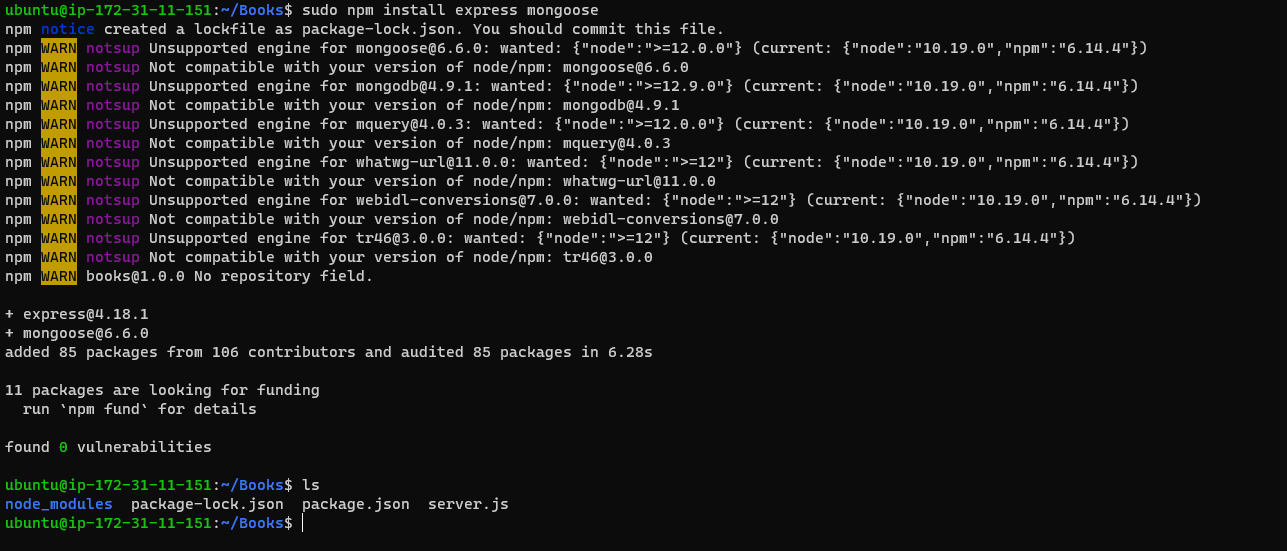 ubuntu@ip-172-31-11-151:~/Books$ sudo npm install express mongoose
npm notice created a lockfile as package-lock.json. You should commit this file.
npm WARN notsup Unsupported engine for mongoose@6.6.0: wanted: {"node":">=12.0.0"} (current: {"node":"10.19.0","npm":"6.14.4"})
npm WARN notsup Not compatible with your version of node/npm: mongoose@6.6.0
npm WARN notsup Unsupported engine for mongodb@4.9.1: wanted: {"node":">=12.9.0"} (current: {"node":"10.19.0","npm":"6.14.4"})
npm WARN notsup Not compatible with your version of node/npm: mongodb@4.9.1
npm WARN notsup Unsupported engine for mquery@4.0.3: wanted: {"node":">=12.0.0"} (current: {"node":"10.19.0","npm":"6.14.4"})
npm WARN notsup Not compatible with your version of node/npm: mquery@4.0.3
npm WARN notsup Unsupported engine for whatwg-url@11.0.0: wanted: {"node":">=12"} (current: {"node":"10.19.0","npm":"6.14.4"})
npm WARN notsup Not compatible with your version of node/npm: whatwg-url@11.0.0
npm WARN notsup Unsupported engine for webidl-conversions@7.0.0: wanted: {"node":">=12"} (current: {"node":"10.19.0","npm":"6.14.4"})
npm WARN notsup Not compatible with your version of node/npm: webidl-conversions@7.0.0
npm WARN notsup Unsupported engine for tr46@3.0.0: wanted: {"node":">=12"} (current: {"node":"10.19.0","npm":"6.14.4"})
npm WARN notsup Not compatible with your version of node/npm: tr46@3.0.0
npm WARN books@1.0.0 No repository field.
+ express@4.18.1
+ mongoose@6.6.0
added 85 packages from 106 contributors and audited 85 packages in 6.28s
11 packages are looking for funding
  run `npm fund` for details
found 0 vulnerabilities
ubuntu@ip-172-31-11-151:~/Books$ ls
node_modules  package-lock.json  package.json  server.js
ubuntu@ip-172-31-11-151:~/Books$